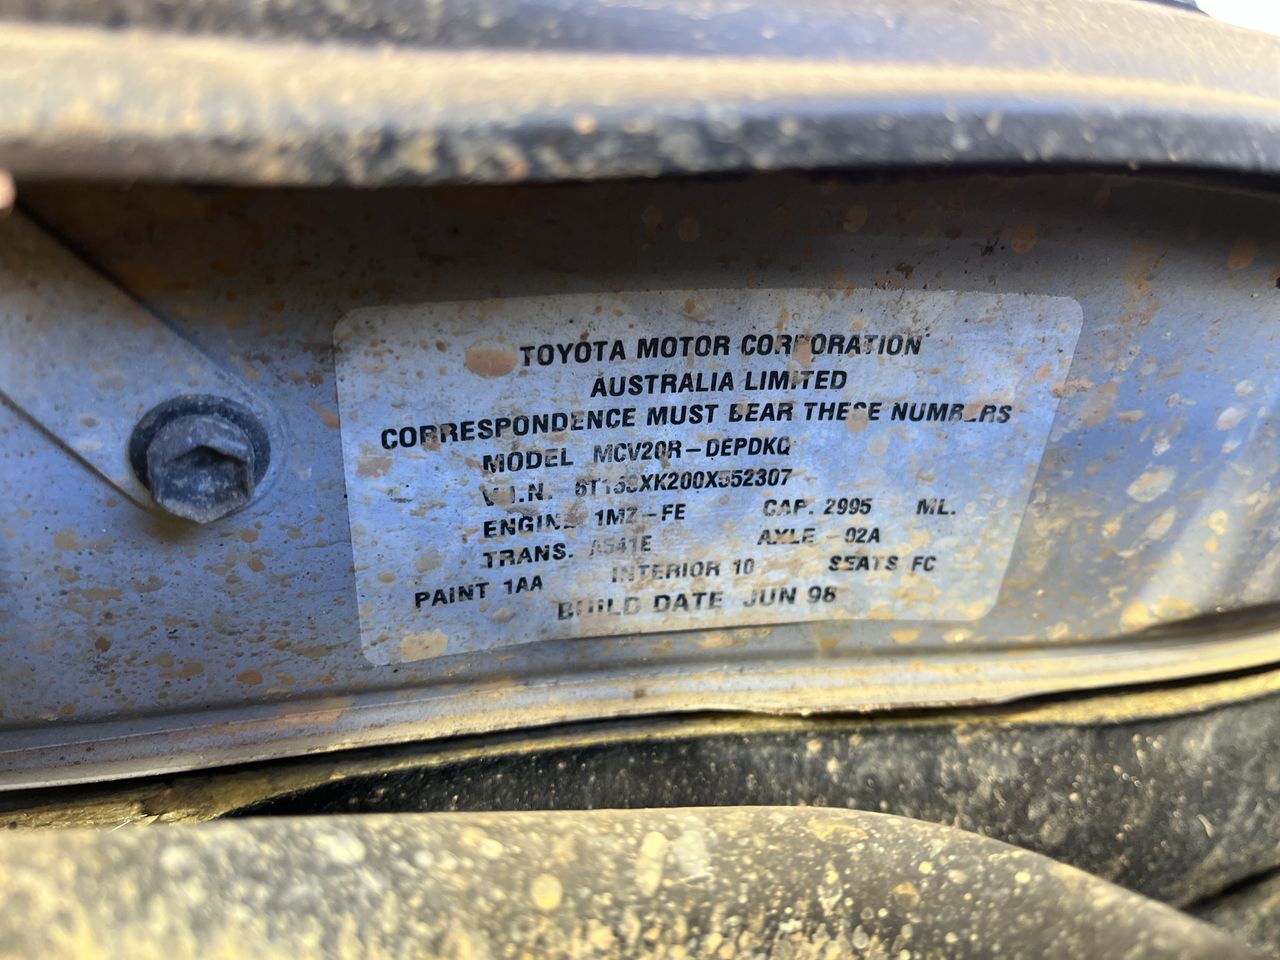 TOYOTA MOTOR CORPORATION
AUSTRALIA LIMITED
CORRESPONDENCE MUST BEAR THESE NUMBERS
MODEL MCV20R-DEPDKQ
V.I.N.
ENGINE 1MZ-FE CAP. 2995 ML.
TRANS. A541E AXLE -02A
PAINT 1AA INTERIOR 10 SEATS FC
BUILD DATE JUN 98